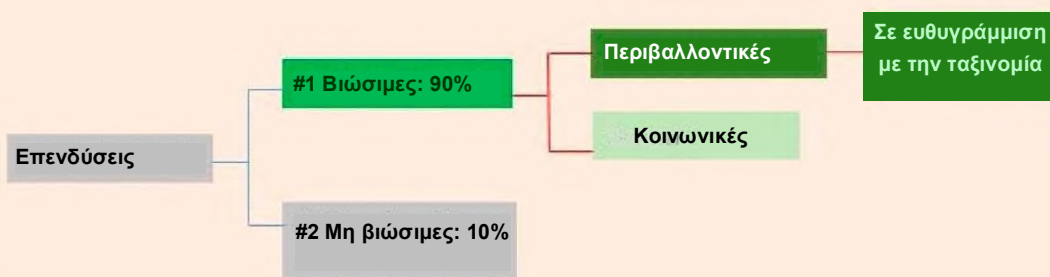 Επενδύσεις
#1 Βιώσιμες: 90%
#2 Μη βιώσιμες: 10%
Περιβαλλοντικές
Κοινωνικές
Σε ευθυγράμμιση
με την ταξινομία